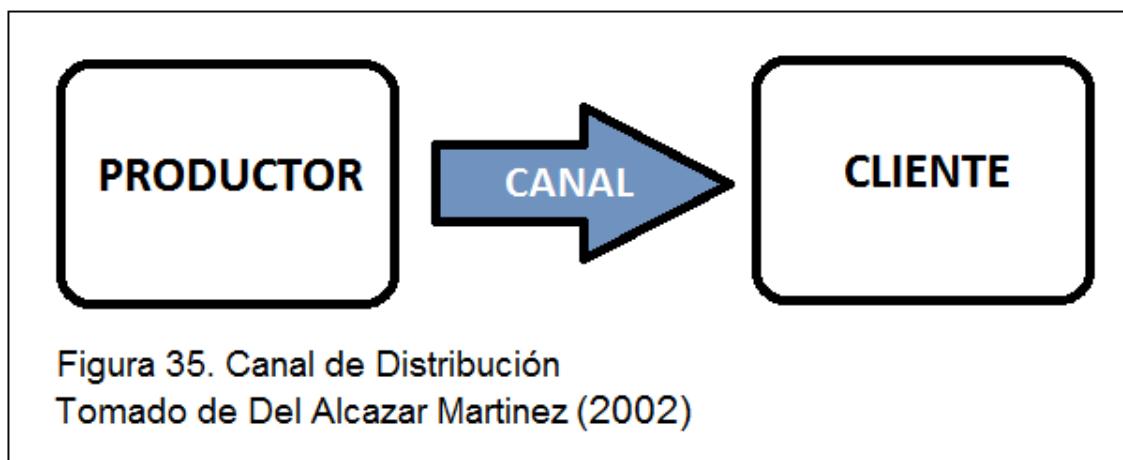 PRODUCTOR
CANAL
CLIENTE
Figura 35. Canal de Distribución
Tomado de Del Alcazar Martinez (2002)